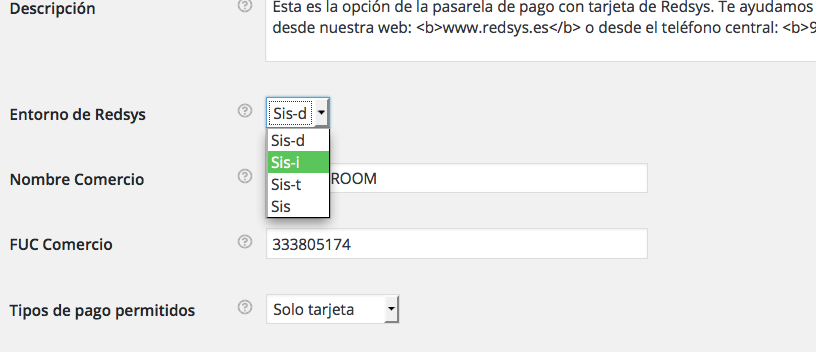 Descripción
Esta es la opción de la pasarela de pago con tarjeta de Redsys. Te ayudamos
desde nuestra web: <b>www.redsys.es</b> o desde el teléfono central: <b>9
Entorno de Redsys
Sis-d
Sis-d
Sis-i
Sis-t
Sis
Nombre Comercio
ROOM
FUC Comercio
333805174
Tipos de pago permitidos
Solo tarjeta